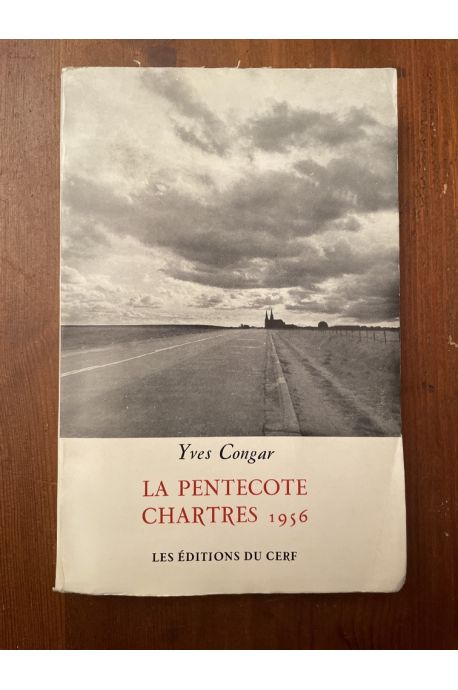 Yves Congar
LA PENTECOTE
CHARTRES 1956
LES ÉDITIONS DU CERF